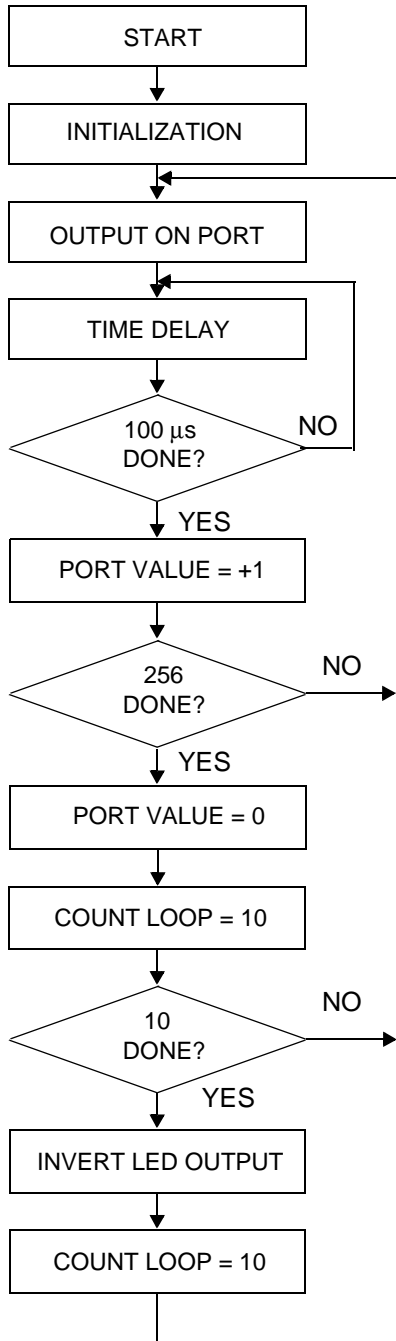 START
INITIALIZATION
OUTPUT ON PORT
TIME DELAY
100 μs
DONE?
NO
YES
PORT VALUE = +1
256
DONE?
NO
YES
PORT VALUE = 0
COUNT LOOP = 10
10
DONE?
NO
YES
INVERT LED OUTPUT
COUNT LOOP = 10